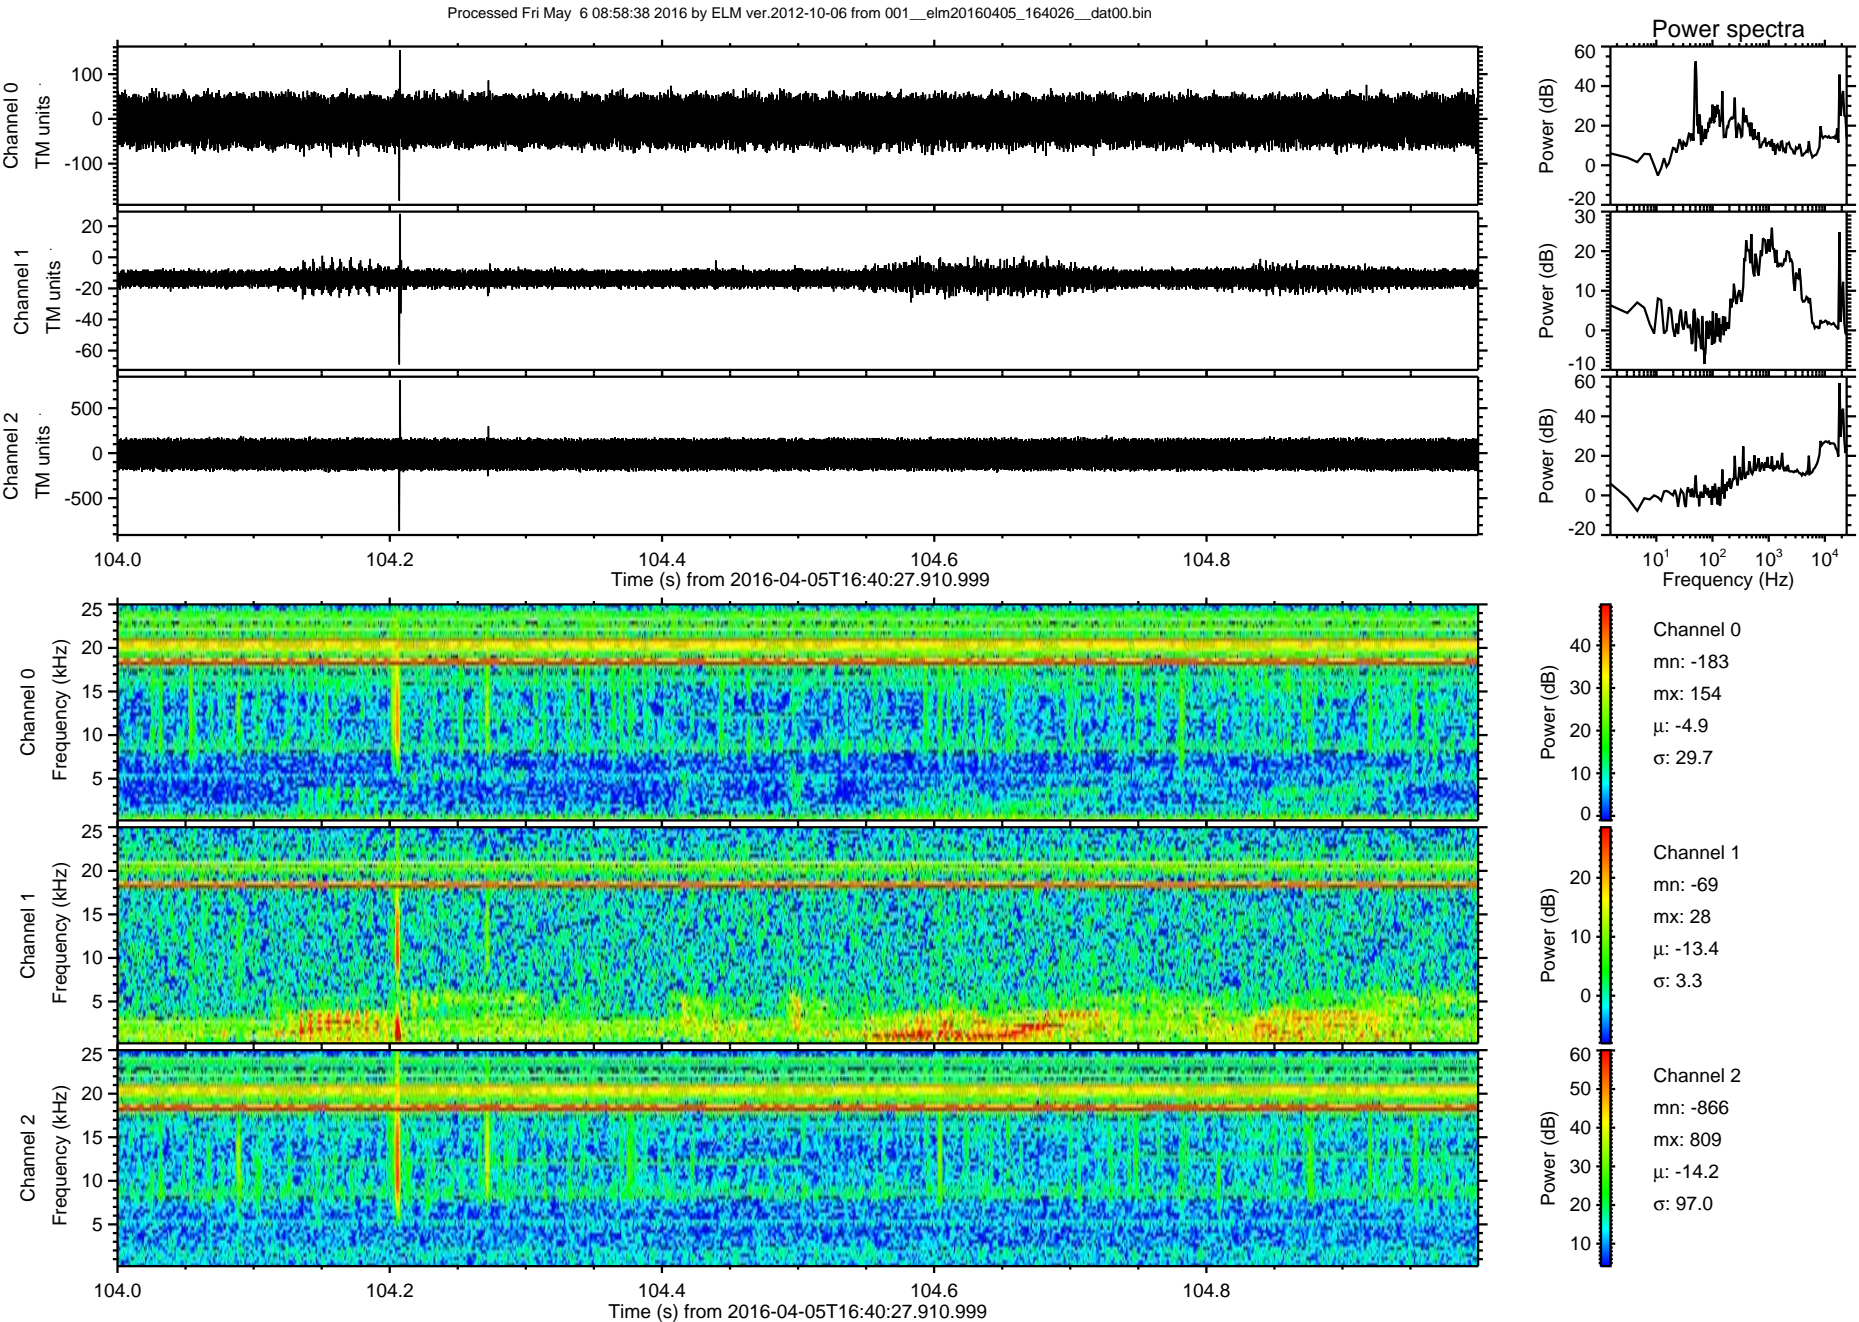 Processed Fri May  6 08:58:38 2016 by ELM ver.2012-10-06 from 001__elm20160405_164026__dat00.bin
Power spectra
Channel 0
TM units
100
0
-100
Power (dB)
60
40
20
0
-20
Channel 1
TM units
20
0
-20
-40
-60
Power (dB)
30
20
10
0
-10
Channel 2
TM units
500
0
-500
Power (dB)
60
40
20
0
-20
104.0 104.2 104.4 104.6 104.8
Time (s) from 2016-04-05T16:40:27.910.999
10¹ 10² 10³ 10⁴
Frequency (Hz)
Channel 0
Frequency (kHz)
25
20
15
10
5
Power (dB)
40
30
20
10
0
Channel 0
mn: -183
mx: 154
μ: -4.9
σ: 29.7
Channel 1
Frequency (kHz)
25
20
15
10
5
Power (dB)
20
10
0
Channel 1
mn: -69
mx: 28
μ: -13.4
σ: 3.3
Channel 2
Frequency (kHz)
25
20
15
10
5
Power (dB)
60
50
40
30
20
10
Channel 2
mn: -866
mx: 809
μ: -14.2
σ: 97.0
104.0 104.2 104.4 104.6 104.8
Time (s) from 2016-04-05T16:40:27.910.999